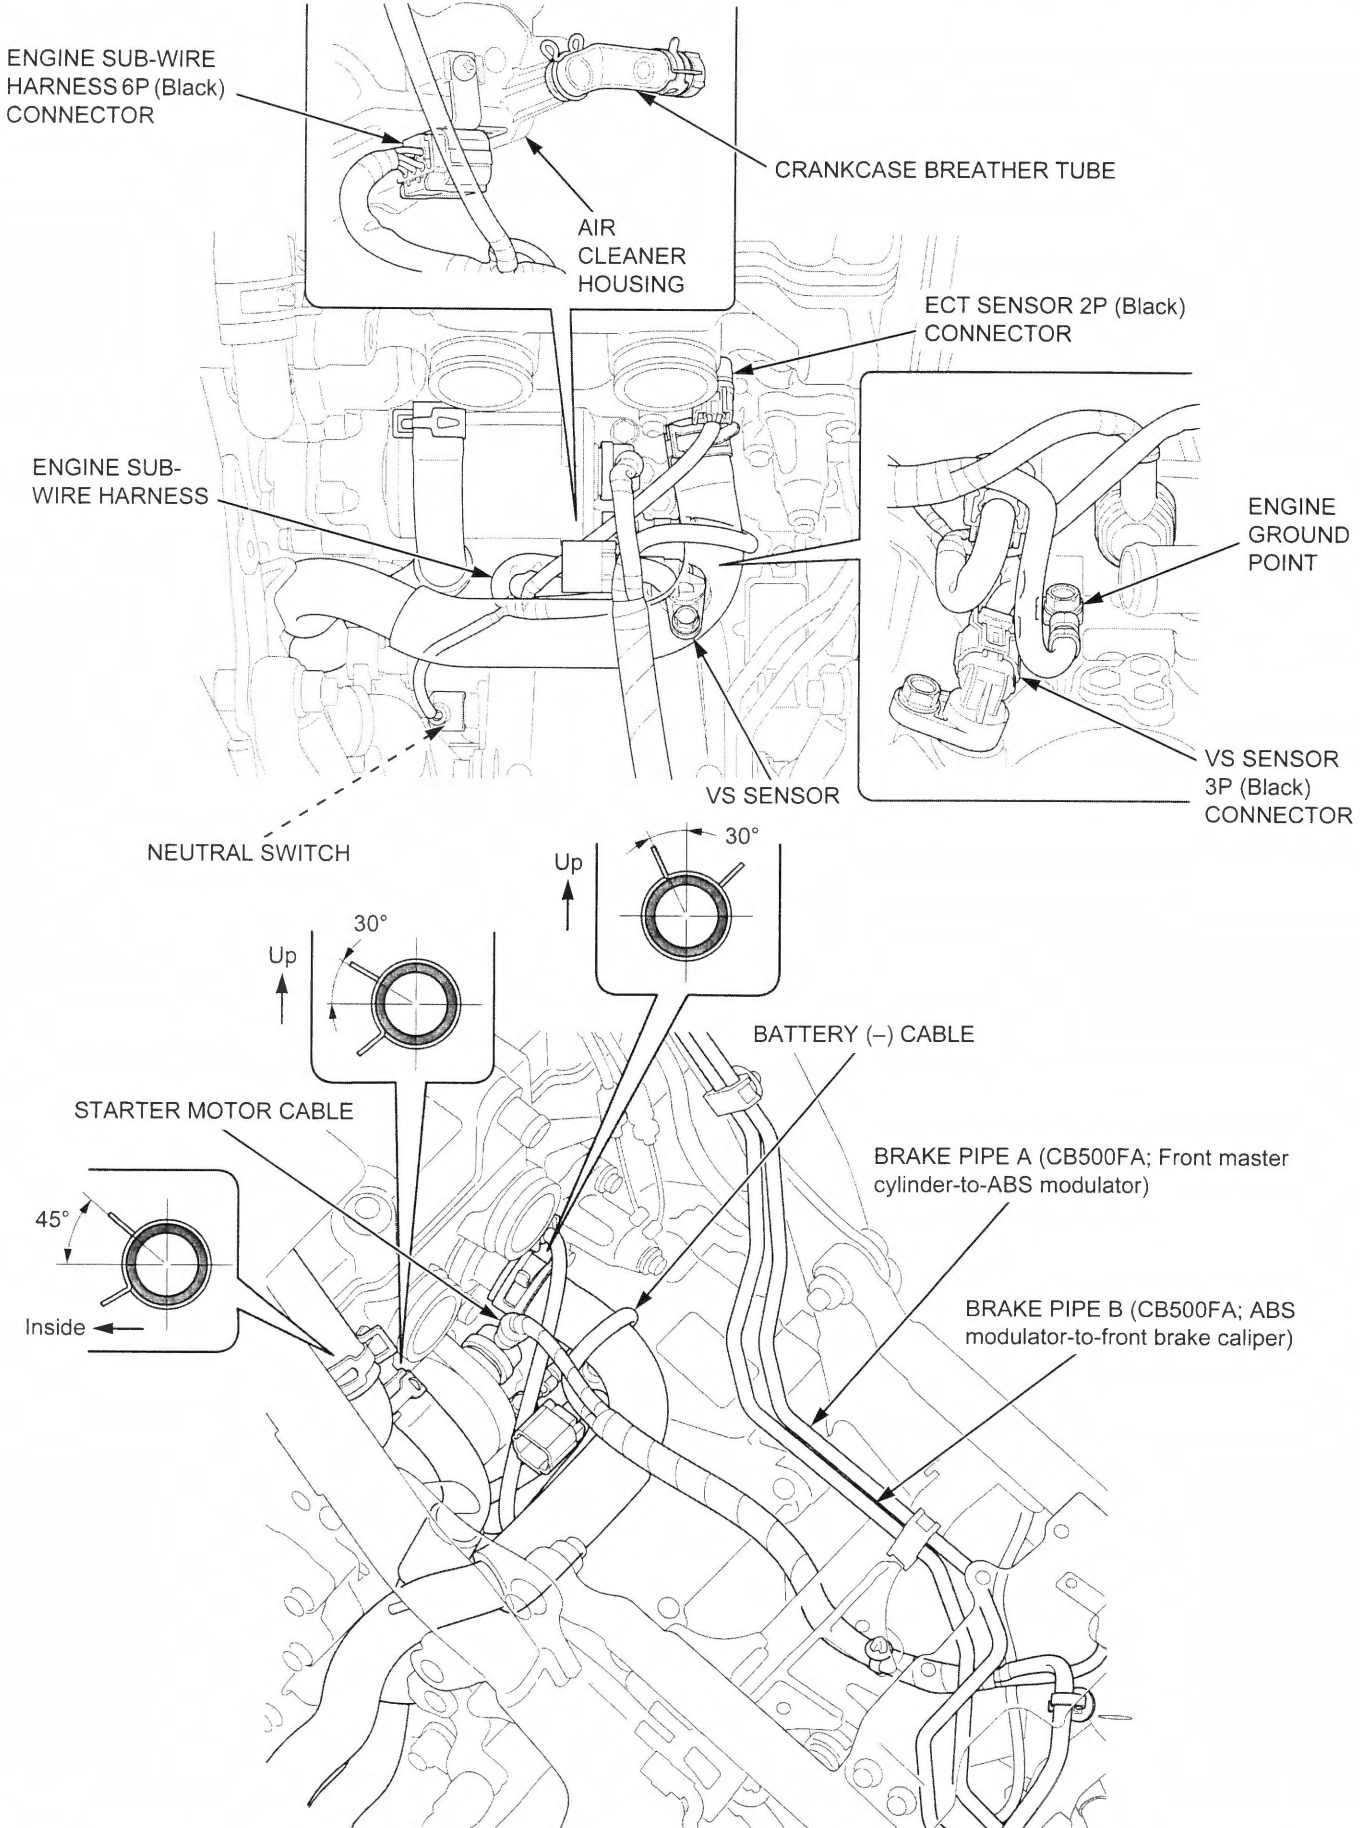 ENGINE SUB-WIRE
HARNESS 6P (Black)
CONNECTOR
CRANKCASE BREATHER TUBE
AIR
CLEANER
HOUSING
ECT SENSOR 2P (Black)
CONNECTOR
ENGINE SUB-
WIRE HARNESS
ENGINE
GROUND
POINT
VS SENSOR
3P (Black)
CONNECTOR
VS SENSOR
NEUTRAL SWITCH
30°
Up
30°
Up
BATTERY (–) CABLE
STARTER MOTOR CABLE
BRAKE PIPE A (CB500FA; Front master
cylinder-to-ABS modulator)
45°
Inside
BRAKE PIPE B (CB500FA; ABS
modulator-to-front brake caliper)